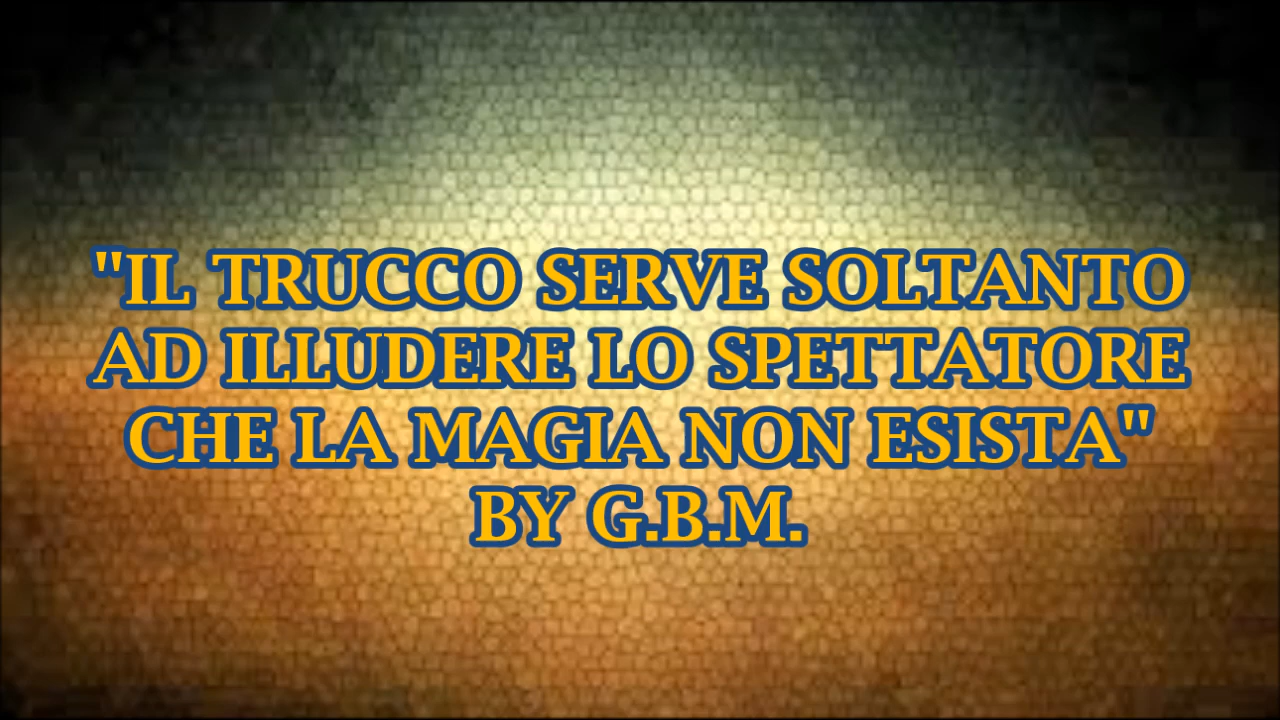 "IL TRUCCO SERVE SOLTANTO
AD ILLUDERE LO SPETTATORE
CHE LA MAGIA NON ESISTA"
BY G.B.M.